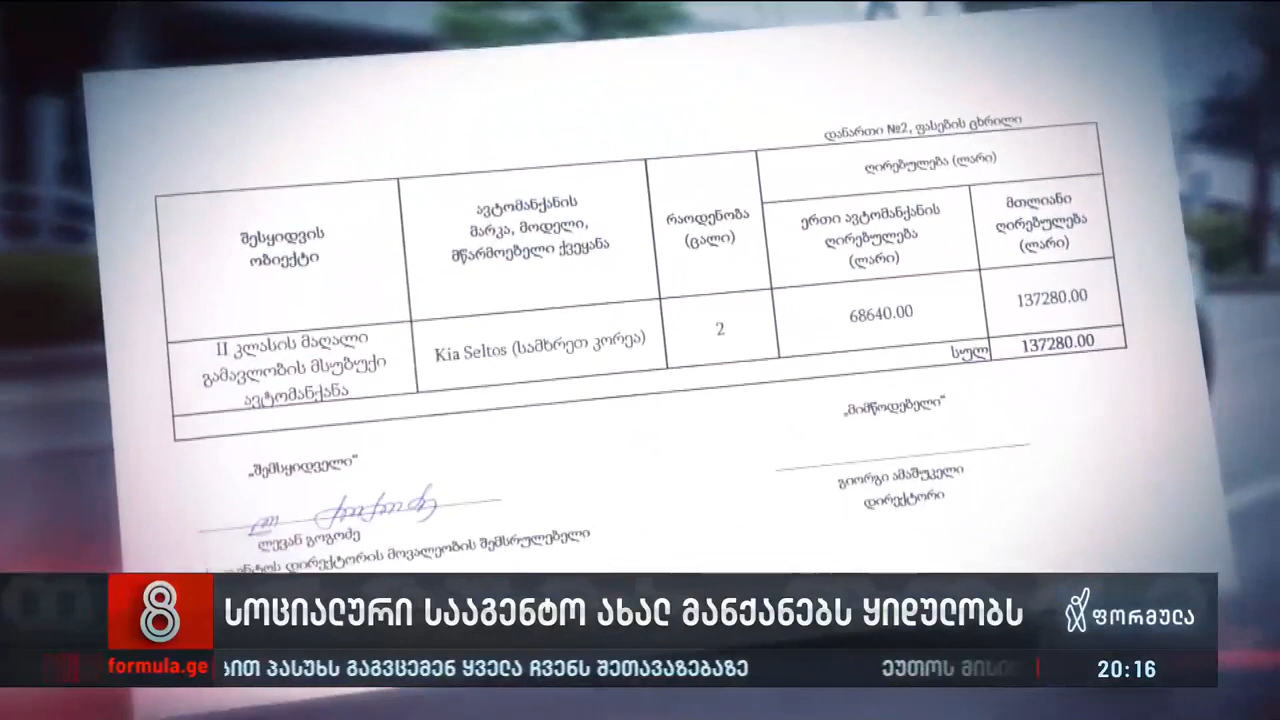 დანართი №2, ფასების ცხრილი
შესყიდვის
ობიექტი
ავტომანქანის
მარკა, მოდელი,
მწარმოებელი ქვეყანა
რაოდენობა
(ცალი)
ღირებულება (ლარი)
ერთი ავტომანქანის
ღირებულება
(ლარი)
მთლიანი
ღირებულება
(ლარი)
II კლასის მაღალი
გამავლობის მსუბუქი
ავტომანქანა
Kia Seltos (სამხრეთ კორეა)
2
68640.00
137280.00
სულ
137280.00
„შემსყიდველი“
„მიმწოდებელი“
ლევან გოგოძე
დირექტორის მოვალეობის შემსრულებელი
გიორგი ამაშუკელი
დირექტორი
8
სოციალური სააგენტო ახალ მანქანებს ყიდულობს
ფორმულა
formula.ge
ბით პასუხს გაგვცემენ ყველა ჩვენს შეთავაზებაზე
ეუთოს
20:16